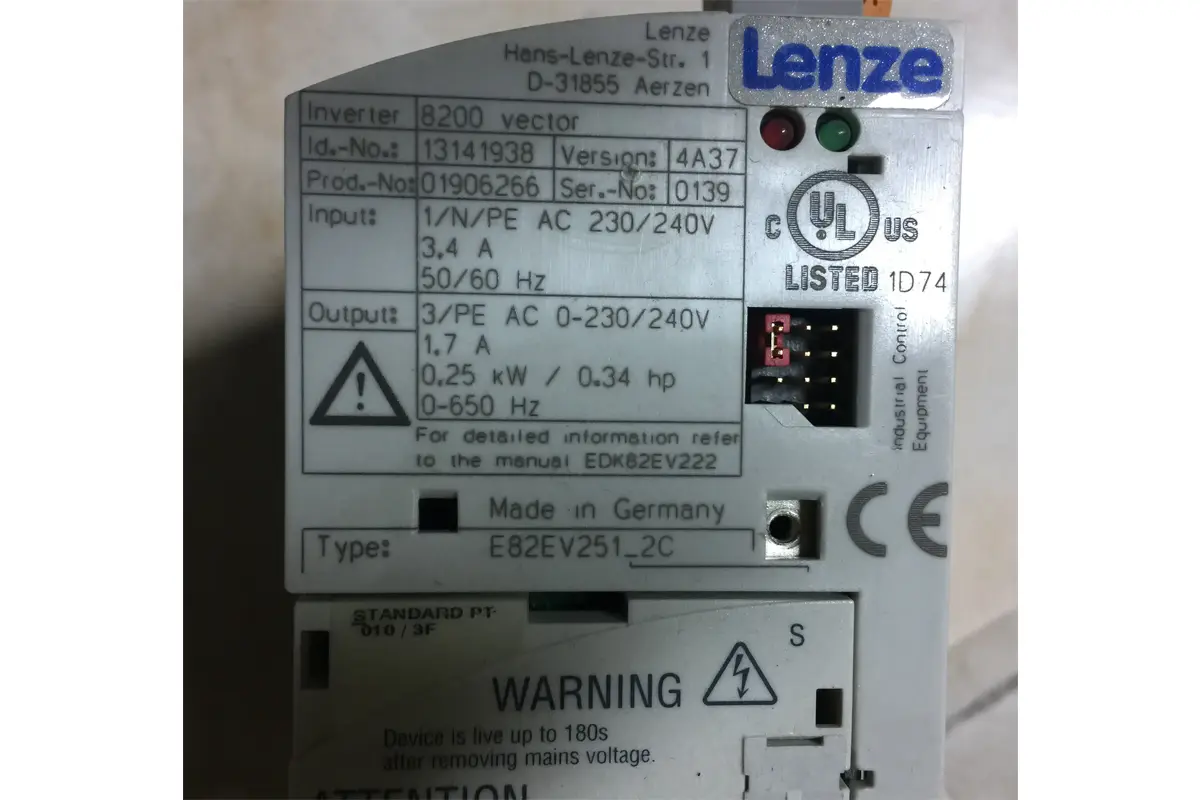 Lenze
Hans-Lenze-Str. 1
D-31855 Aerzen
Lenze
Inverter 8200 vector
Id.-No.: 13141938 Version: 4A37
Prod.-No: 01906266 Ser.-No: 0139
Input: 1/N/PE AC 230/240V
3.4 A
50/60 Hz
Output: 3/PE AC 0-230/240V
1.7 A
0.25 kW / 0.34 hp
0-650 Hz
For detailed information refer
to the manual EDK82EV222
C UL US
LISTED 1D74
Industrial Control
Equipment
Made in Germany
CE
Type: E82EV251_2C
STANDARD PT-
010 / 3F
S
WARNING
Device is live up to 180s
after removing mains voltage.
ATTENTION